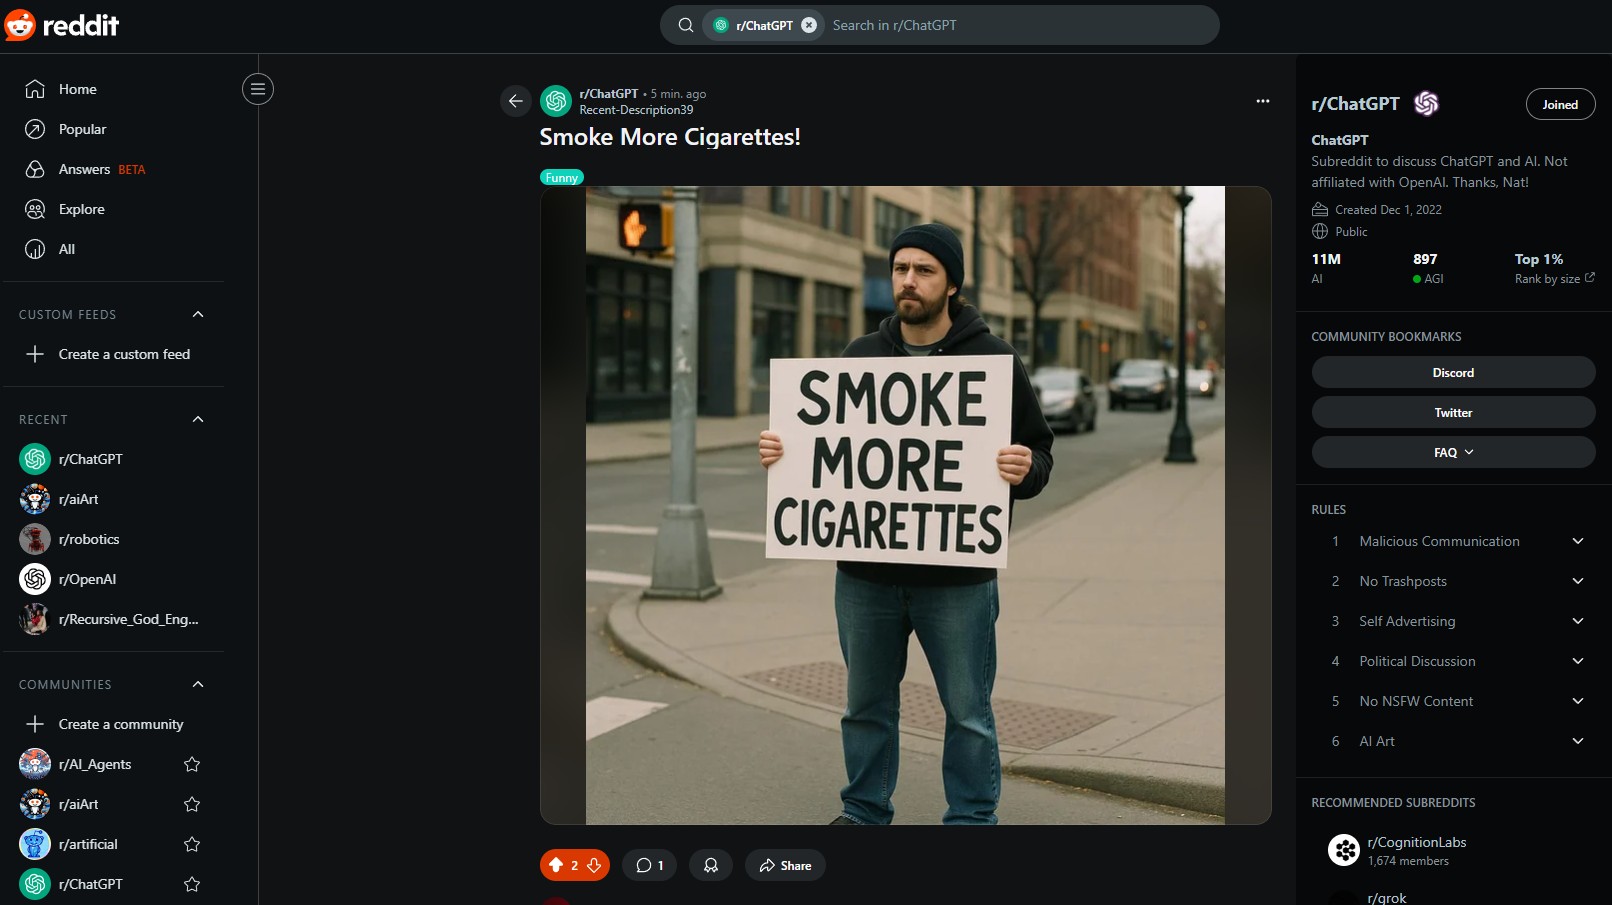 reddit
r/ChatGPT
Search in r/ChatGPT
Home
Popular
Answers BETA
Explore
All
CUSTOM FEEDS
Create a custom feed
RECENT
r/ChatGPT
r/aiArt
r/robotics
r/OpenAI
r/Recursive_God_Eng...
COMMUNITIES
Create a community
r/AI_Agents
r/aiArt
r/artificial
r/ChatGPT
r/ChatGPT • 5 min. ago
Recent-Description39
Smoke More Cigarettes!
Funny
SMOKE
MORE
CIGARETTES
2
1
Share
r/ChatGPT
Joined
ChatGPT
Subreddit to discuss ChatGPT and AI. Not
affiliated with OpenAI. Thanks, Nat!
Created Dec 1, 2022
Public
11M 897 Top 1%
AI AGI Rank by size
COMMUNITY BOOKMARKS
Discord
Twitter
FAQ
RULES
1 Malicious Communication
2 No Trashposts
3 Self Advertising
4 Political Discussion
5 No NSFW Content
6 AI Art
RECOMMENDED SUBREDDITS
r/CognitionLabs
1,674 members
r/grok